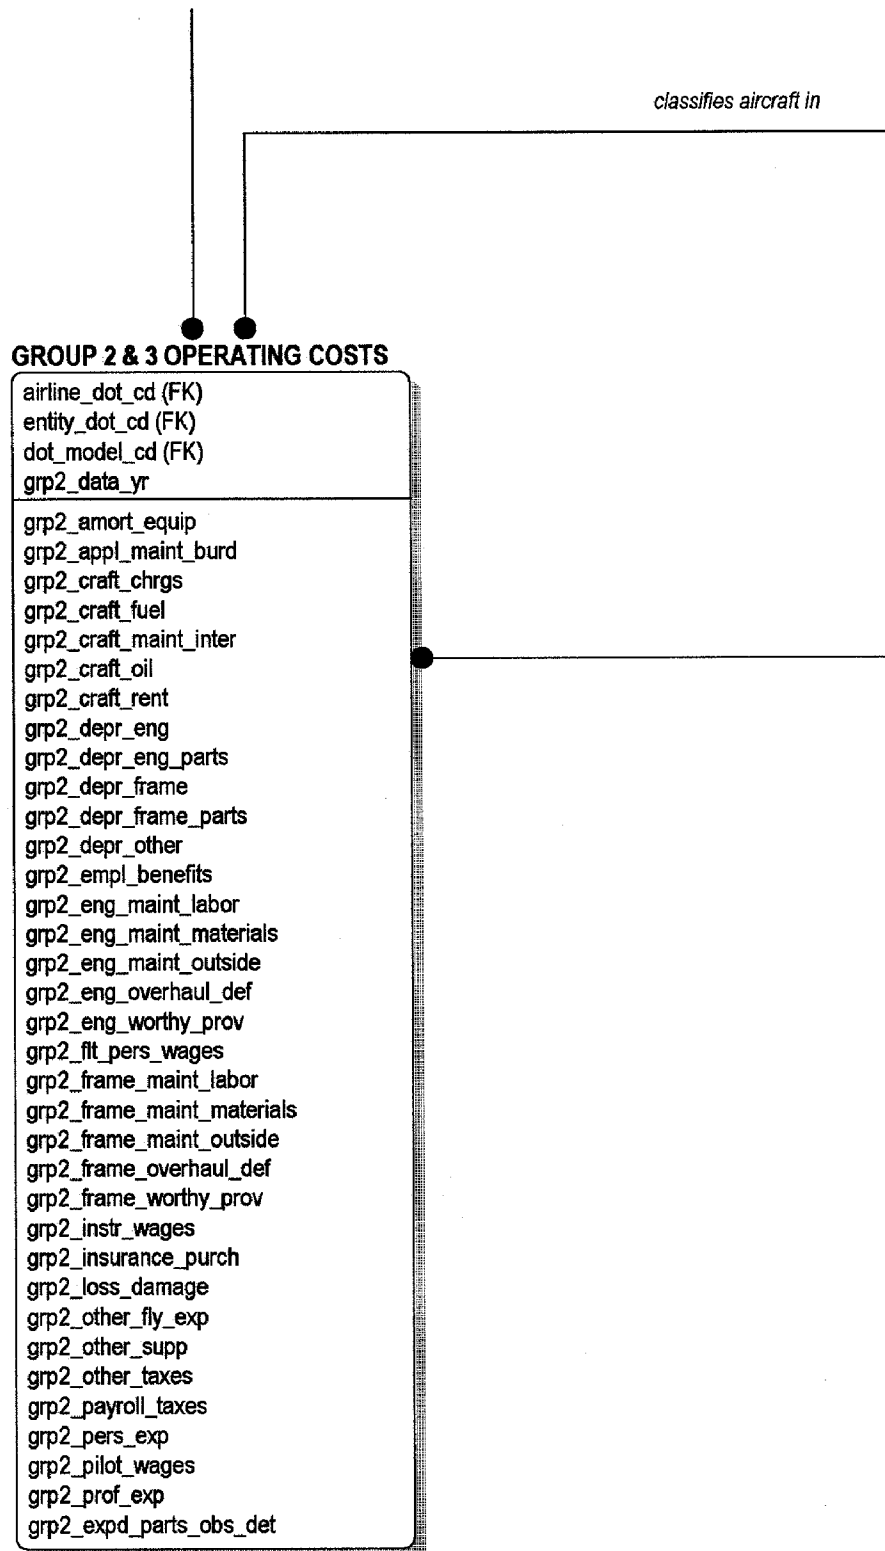 classifies aircraft in
GROUP 2 & 3 OPERATING COSTS
airline_dot_cd (FK)
entity_dot_cd (FK)
dot_model_cd (FK)
grp2_data_yr
grp2_amort_equip
grp2_appl_maint_burd
grp2_craft_chrgs
grp2_craft_fuel
grp2_craft_maint_inter
grp2_craft_oil
grp2_craft_rent
grp2_depr_eng
grp2_depr_eng_parts
grp2_depr_frame
grp2_depr_frame_parts
grp2_depr_other
grp2_empl_benefits
grp2_eng_maint_labor
grp2_eng_maint_materials
grp2_eng_maint_outside
grp2_eng_overhaul_def
grp2_eng_worthy_prov
grp2_flt_pers_wages
grp2_frame_maint_labor
grp2_frame_maint_materials
grp2_frame_maint_outside
grp2_frame_overhaul_def
grp2_frame_worthy_prov
grp2_instr_wages
grp2_insurance_purch
grp2_loss_damage
grp2_other_fly_exp
grp2_other_supp
grp2_other_taxes
grp2_payroll_taxes
grp2_pers_exp
grp2_pilot_wages
grp2_prof_exp
grp2_expd_parts_obs_det